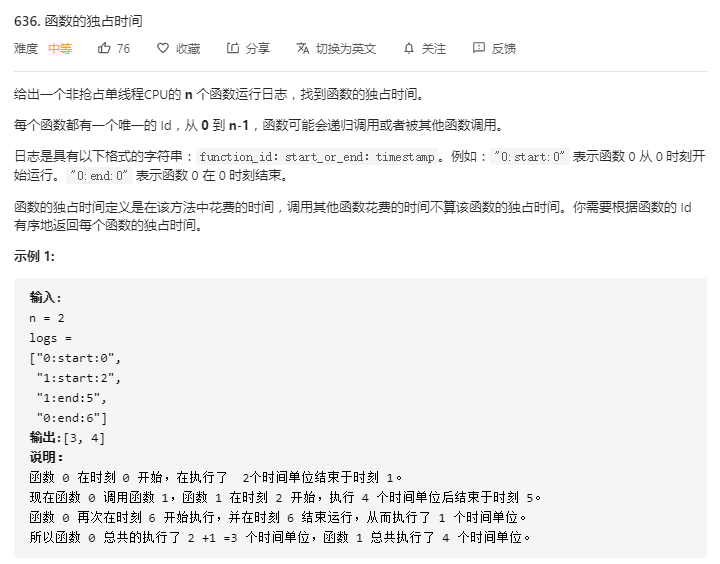 636. 函数的独占时间
难度 中等 76 收藏 分享 切换为英文 关注 反馈
给出一个非抢占单线程CPU的 n 个函数运行日志，找到函数的独占时间。
每个函数都有一个唯一的 Id，从 0 到 n-1，函数可能会递归调用或者被其他函数调用。
日志是具有以下格式的字符串：function_id：start_or_end：timestamp。例如："0:start:0" 表示函数 0 从 0 时刻开
始运行。"0:end:0" 表示函数 0 在 0 时刻结束。
函数的独占时间定义是在该方法中花费的时间，调用其他函数花费的时间不算该函数的独占时间。你需要根据函数的 Id
有序地返回每个函数的独占时间。
示例 1:
输入:
n = 2
logs =
["0:start:0",
"1:start:2",
"1:end:5",
"0:end:6"]
输出:[3, 4]
说明：
函数 0 在时刻 0 开始，在执行了  2个时间单位结束于时刻 1。
现在函数 0 调用函数 1，函数 1 在时刻 2 开始，执行 4 个时间单位后结束于时刻 5。
函数 0 再次在时刻 6 开始执行，并在时刻 6 结束运行，从而执行了 1 个时间单位。
所以函数 0 总共的执行了 2 +1 =3 个时间单位，函数 1 总共执行了 4 个时间单位。